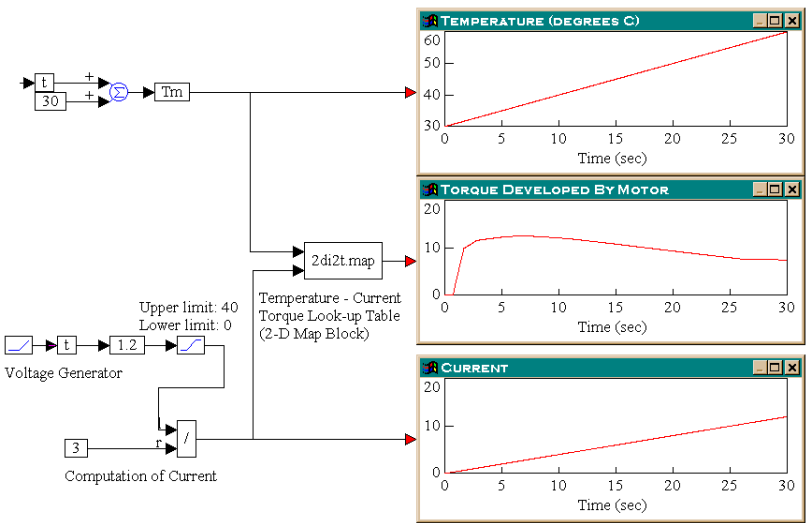 TEMPERATURE (DEGREES C)
60
50
40
30
0 5 10 15 20 25 30
Time (sec)
t
+
30
+
Σ
Tm
TORQUE DEVELOPED BY MOTOR
20
10
0
0 5 10 15 20 25 30
Time (sec)
2di2t.map
Temperature - Current
Torque Look-up Table
(2-D Map Block)
Upper limit: 40
Lower limit: 0
t
1.2
Voltage Generator
3
r
/
Computation of Current
CURRENT
20
10
0
0 5 10 15 20 25 30
Time (sec)